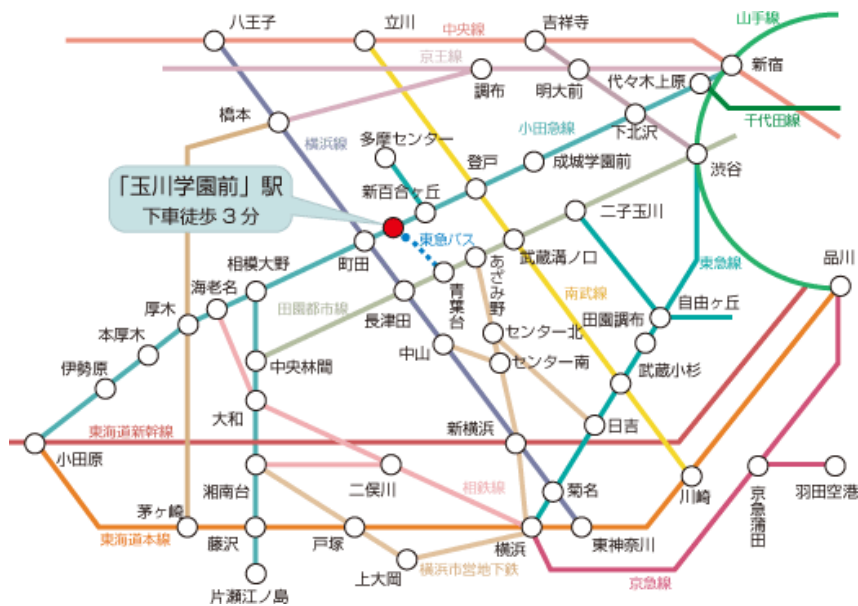 八王子
立川
中央線
吉祥寺
山手線
京王線
新宿
調布
明大前
代々木上原
千代田線
橋本
横浜線
多摩センター
小田急線
下北沢
登戸
成城学園前
渋谷
「玉川学園前」駅
下車徒歩3分
新百合ヶ丘
二子玉川
東急バス
町田
武蔵溝ノ口
東急線
品川
相模大野
あざみ野
海老名
青葉台
南武線
自由ヶ丘
厚木
田園都市線
長津田
田園調布
本厚木
センター北
中山
センター南
伊勢原
中央林間
武蔵小杉
大和
日吉
東海道新幹線
新横浜
小田原
湘南台
二俣川
相鉄線
菊名
川崎
京急蒲田
羽田空港
茅ヶ崎
東海道本線
藤沢
戸塚
横浜
東神奈川
上大岡
横浜市営地下鉄
京急線
片瀬江ノ島